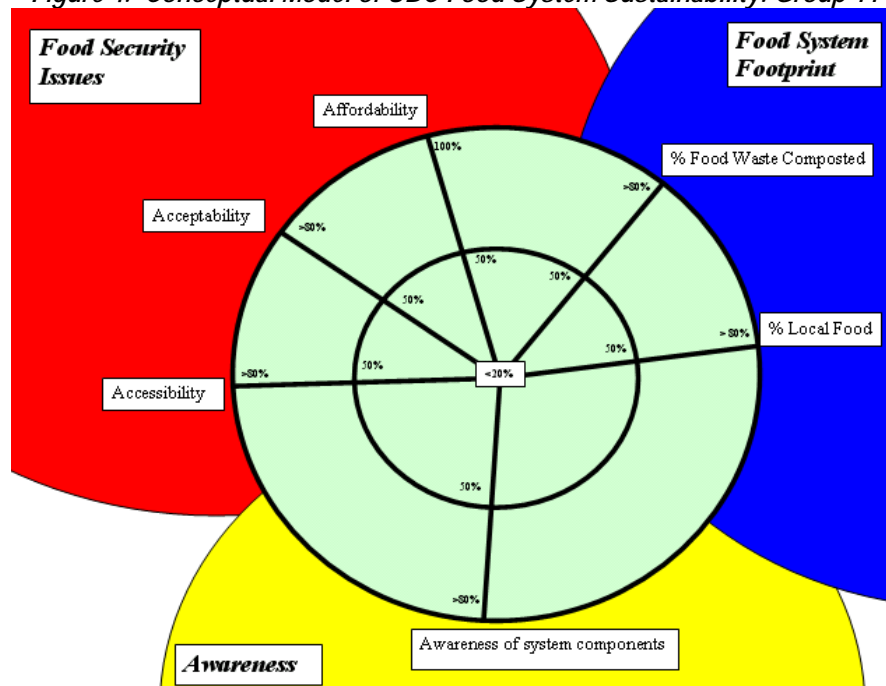 Figure 1. Conceptual Model of UBC Food System Sustainability: Group 11
Food Security
Issues
Food System
Footprint
Affordability
100%
% Food Waste Composted
>80%
Acceptability
>80%
50%
50%
50%
% Local Food
>80%
50%
<20%
Accessibility
>80%
50%
50%
>80%
Awareness of system components
Awareness